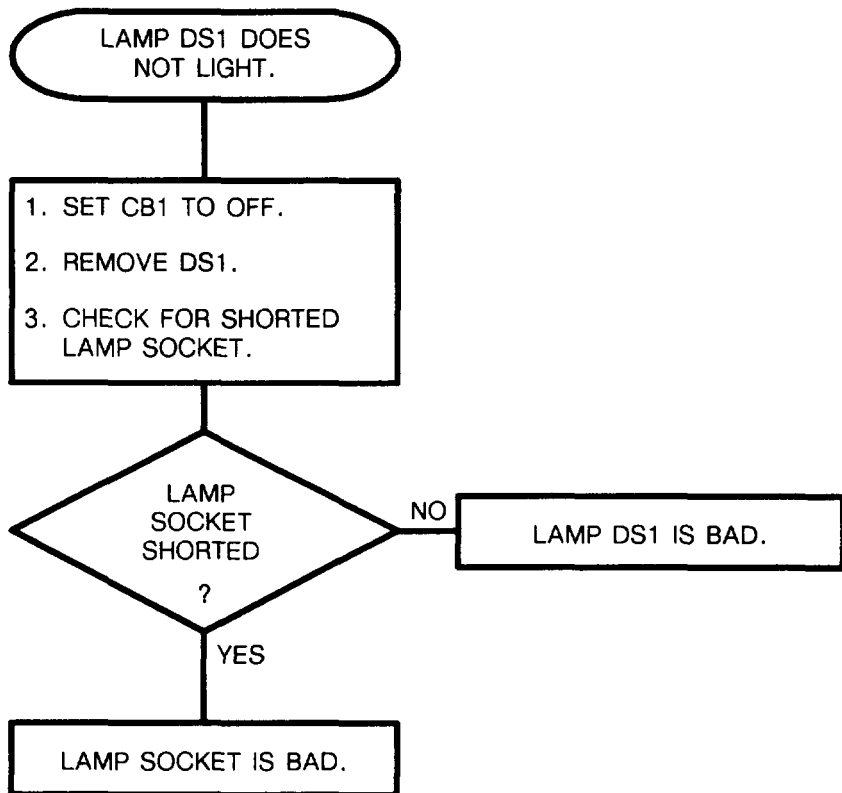 LAMP DS1 DOES
NOT LIGHT.
1. SET CB1 TO OFF.
2. REMOVE DS1.
3. CHECK FOR SHORTED
LAMP SOCKET.
LAMP
SOCKET
SHORTED
?
NO
LAMP DS1 IS BAD.
YES
LAMP SOCKET IS BAD.